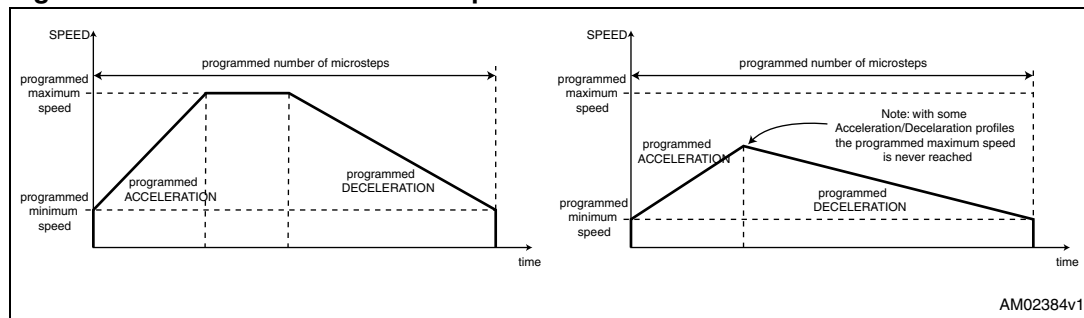 SPEED
programmed number of microsteps
programmed
maximum
speed
programmed
ACCELERATION
programmed
DECELERATION
programmed
minimum
speed
time
SPEED
programmed number of microsteps
programmed
maximum
speed
Note: with some
Acceleration/Decelaration profiles
the programmed maximum speed
is never reached
programmed
ACCELERATION
programmed
DECELERATION
programmed
minimum
speed
time
AM02384v1